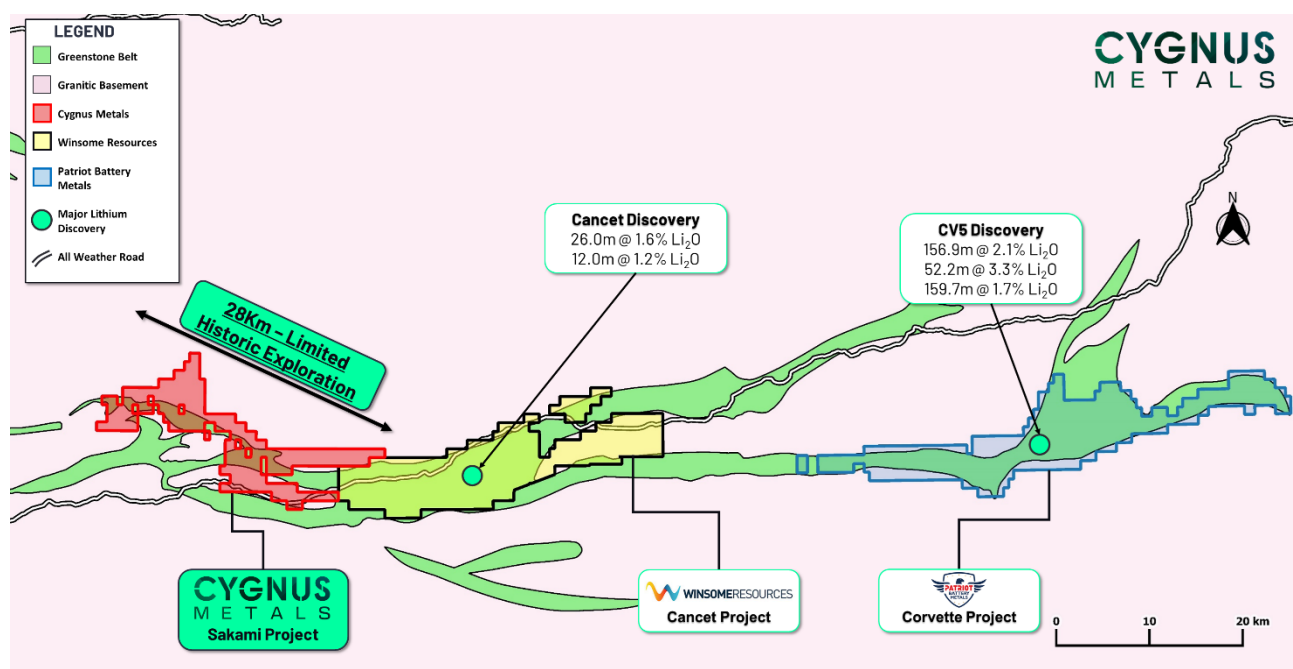 LEGEND
Greenstone Belt
Granitic Basement
Cygnus Metals
Winsome Resources
Patriot Battery
Metals
Major Lithium
Discovery
All Weather Road
CYGNUS
METALS
N
Cancet Discovery
26.0m @ 1.6% Li₂O
12.0m @ 1.2% Li₂O
CV5 Discovery
156.9m @ 2.1% Li₂O
52.2m @ 3.3% Li₂O
159.7m @ 1.7% Li₂O
28Km – Limited
Historic Exploration
CYGNUS
METALS
Sakami Project
WINSOMERESOURCES
Cancet Project
PATRIOT
BATTERY
METALS
Corvette Project
0 10 20 km